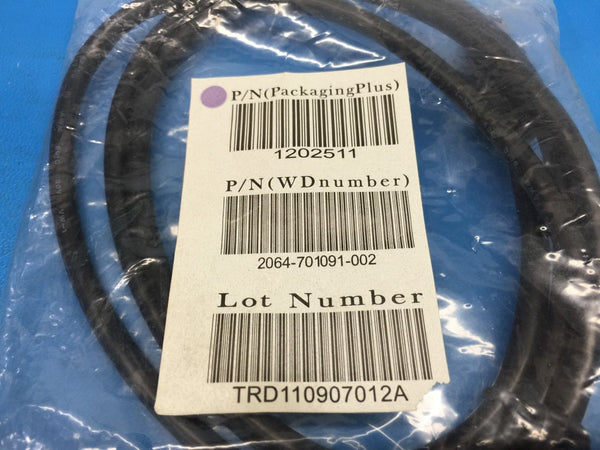 P/N(PackagingPlus)
1202511
P/N(WDnumber)
2064-701091-002
Lot Number
TRD110907012A